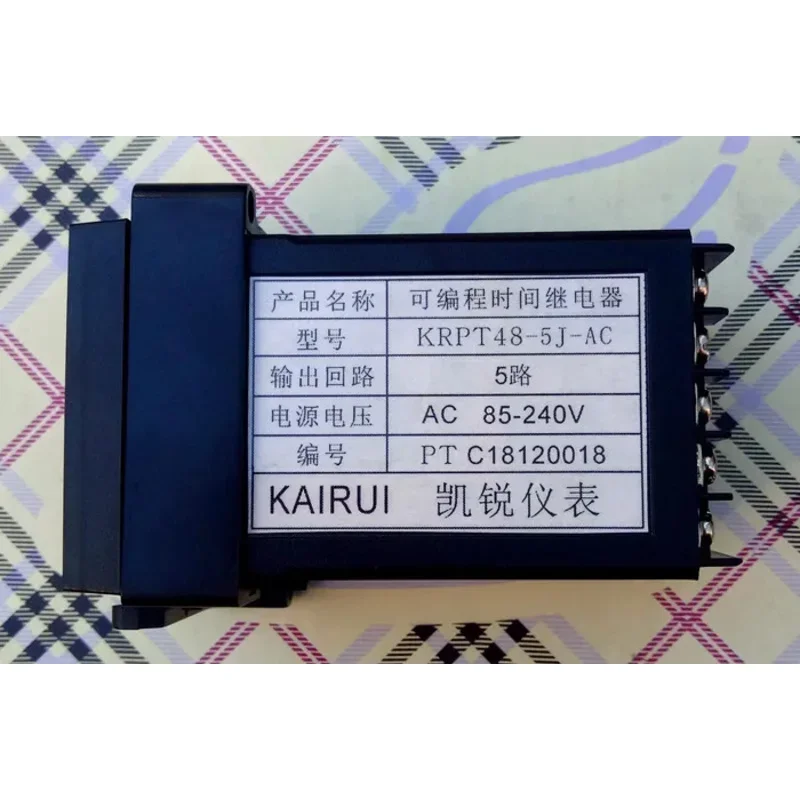 产品名称 可编程时间继电器
型号 KRPT48-5J-AC
输出回路 5路
电源电压 AC 85-240V
编号 PT C18120018
KAIRUI 凯锐仪表